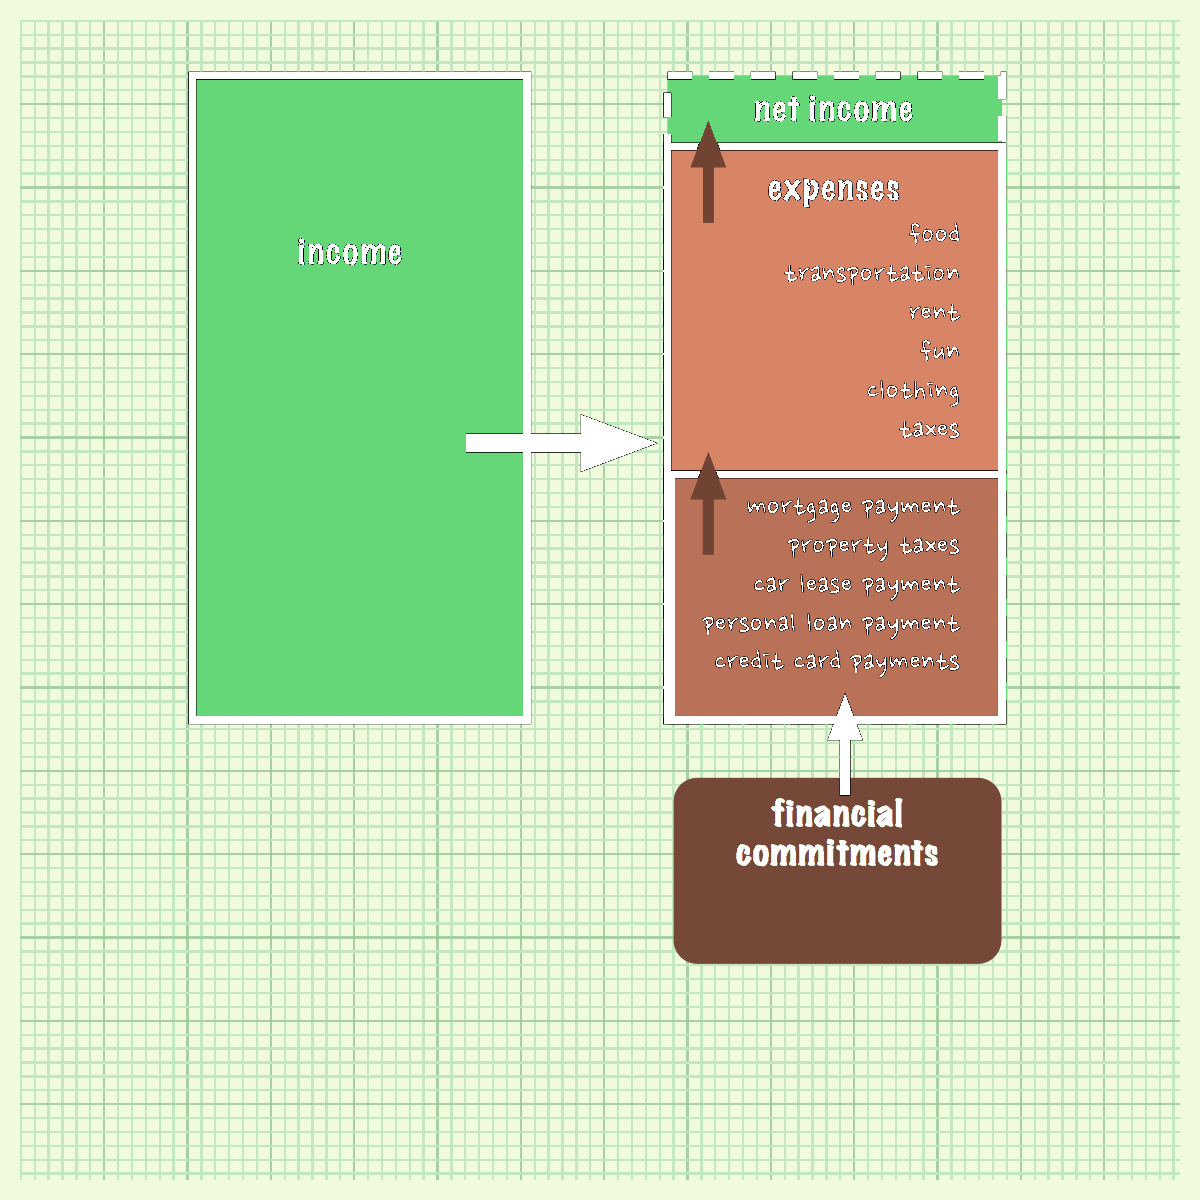 income
net income
expenses
food
transportation
rent
fun
clothing
taxes
mortgage payment
property taxes
car lease payment
personal loan payment
credit card payments
financial
commitments